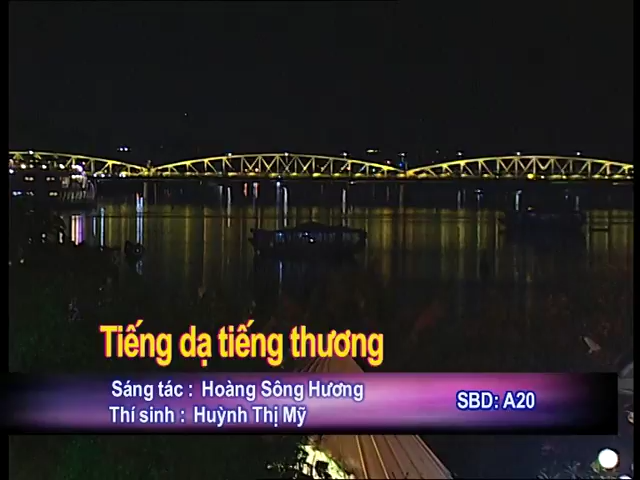 Tiếng dạ tiếng thương
Sáng tác : Hoàng Sông Hương
Thí sinh : Huỳnh Thị Mỹ
SBD: A20